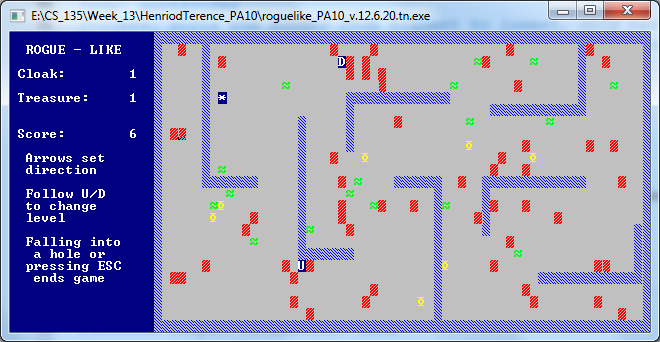 E:\CS_135\Week_13\HenriodTerence_PA10\roguelike_PA10_v.12.6.20.tn.exe
ROGUE - LIKE
Cloak: 1
Treasure: 1
Score: 6
Arrows set
direction
Follow U/D
to change
level
Falling into
a hole or
pressing ESC
ends game
D
*
U